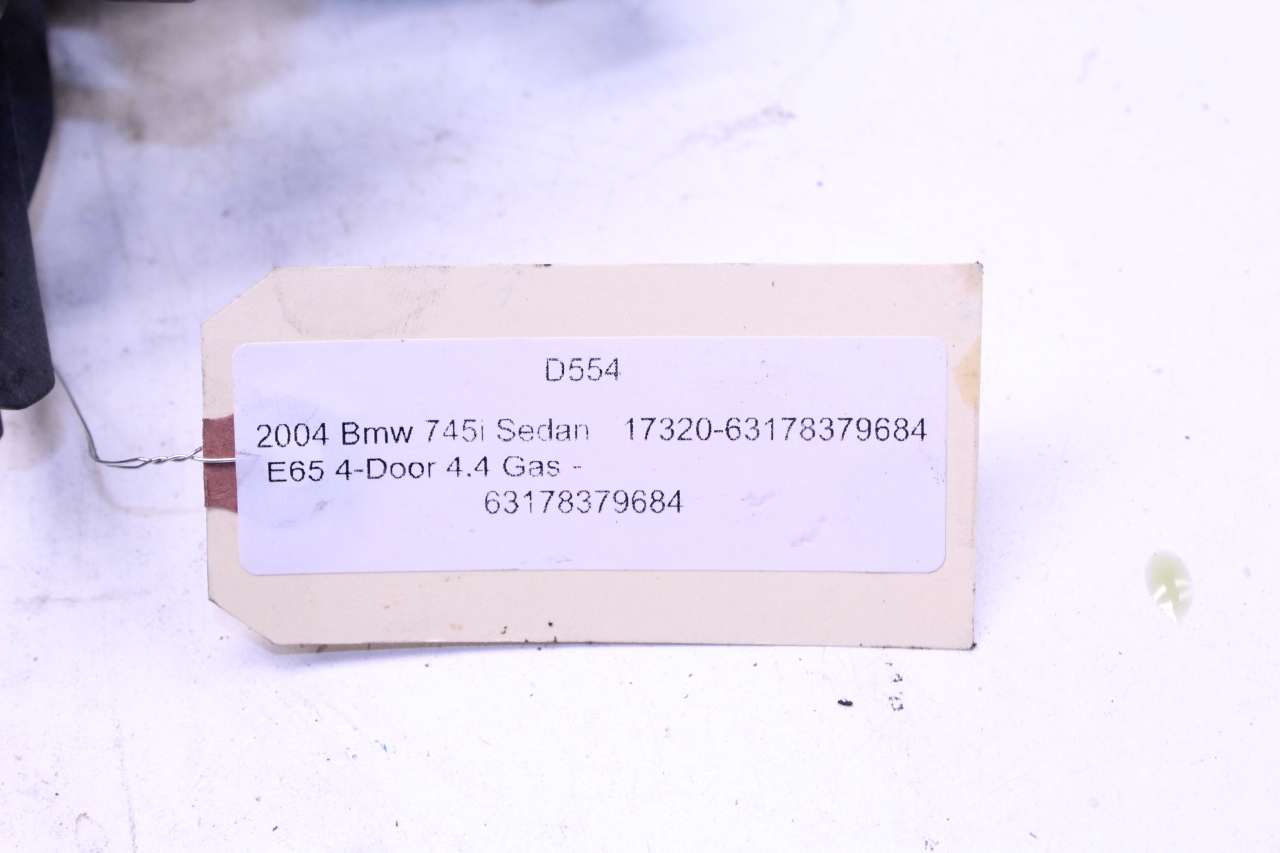 D554
2004 Bmw 745i Sedan 17320-63178379684
E65 4-Door 4.4 Gas -
63178379684